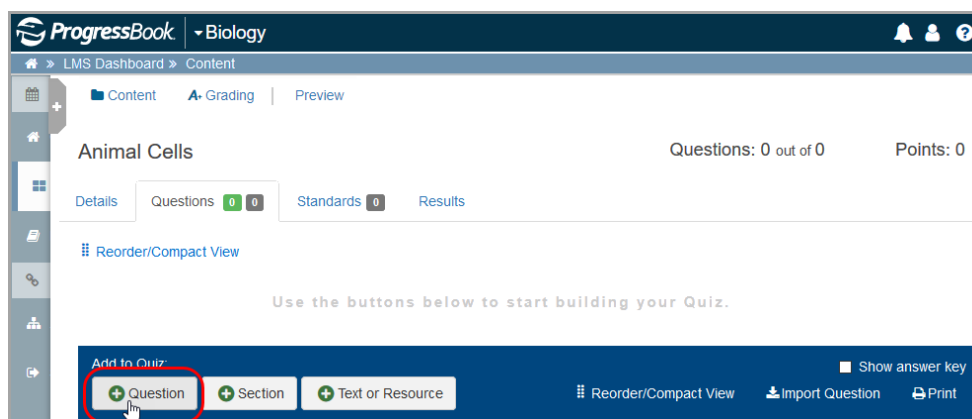 ProgressBook Biology
» LMS Dashboard » Content
Content A+ Grading Preview
Animal Cells Questions: 0 out of 0 Points: 0
Details Questions 0 0 Standards 0 Results
Reorder/Compact View
Use the buttons below to start building your Quiz.
Add to Quiz: Show answer key
Question Section Text or Resource Reorder/Compact View Import Question Print